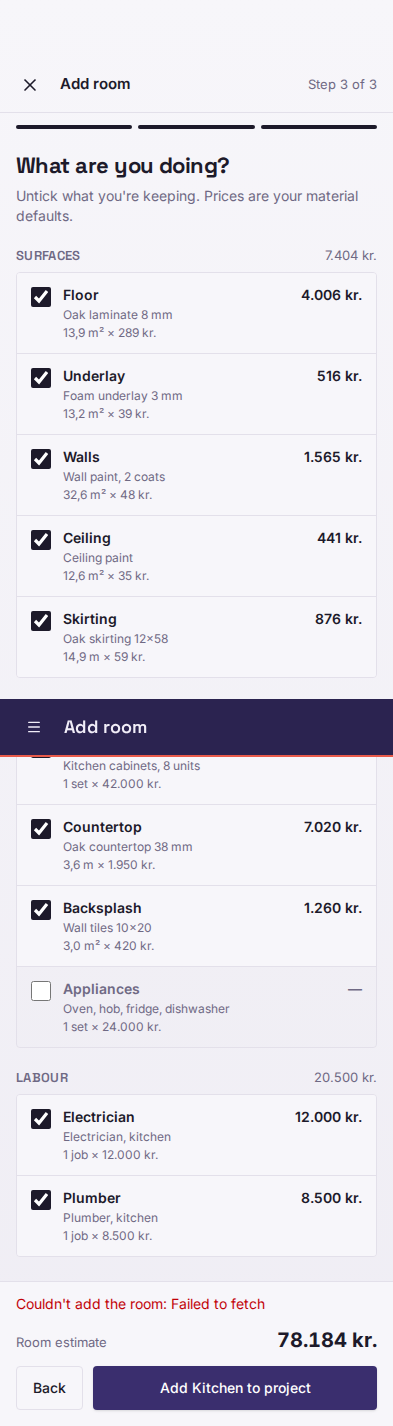 Add room
Step 3 of 3
What are you doing?
Untick what you're keeping. Prices are your material
defaults.
SURFACES 7.404 kr.
Floor 4.006 kr.
Oak laminate 8 mm
13,9 m² × 289 kr.
Underlay 516 kr.
Foam underlay 3 mm
13,2 m² × 39 kr.
Walls 1.565 kr.
Wall paint, 2 coats
32,6 m² × 48 kr.
Ceiling 441 kr.
Ceiling paint
12,6 m² × 35 kr.
Skirting 876 kr.
Oak skirting 12×58
14,9 m × 59 kr.
Add room
Kitchen cabinets, 8 units
1 set × 42.000 kr.
Countertop 7.020 kr.
Oak countertop 38 mm
3,6 m × 1.950 kr.
Backsplash 1.260 kr.
Wall tiles 10×20
3,0 m² × 420 kr.
Appliances —
Oven, hob, fridge, dishwasher
1 set × 24.000 kr.
LABOUR 20.500 kr.
Electrician 12.000 kr.
Electrician, kitchen
1 job × 12.000 kr.
Plumber 8.500 kr.
Plumber, kitchen
1 job × 8.500 kr.
Couldn't add the room: Failed to fetch
Room estimate 78.184 kr.
Back Add Kitchen to project